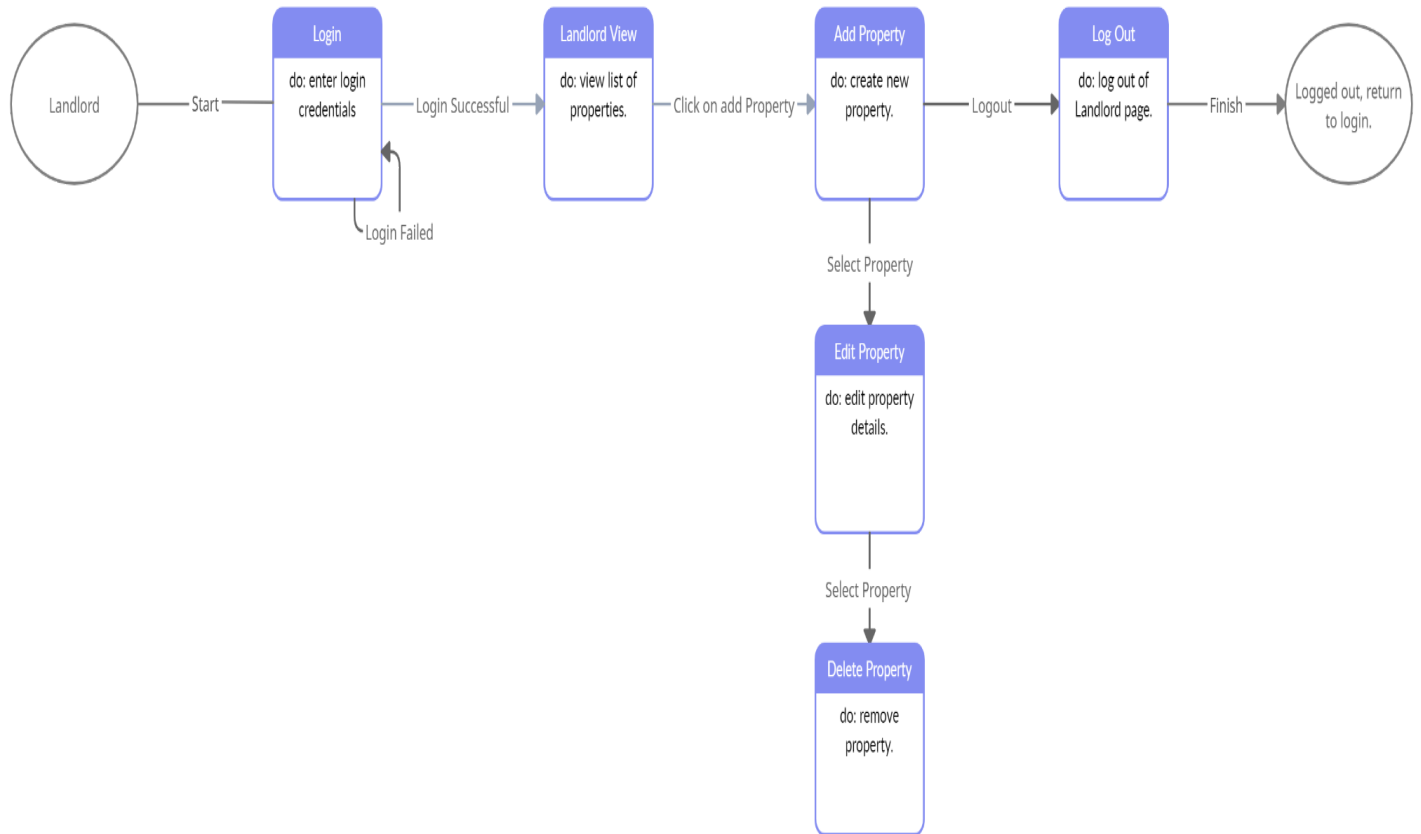 Landlord
Start
Login
do: enter login
credentials
Login Failed
Login Successful
Landlord View
do: view list of
properties.
Click on add Property
Add Property
do: create new
property.
Logout
Log Out
do: log out of
Landlord page.
Finish
Logged out, return
to login.
Select Property
Edit Property
do: edit property
details.
Select Property
Delete Property
do: remove
property.